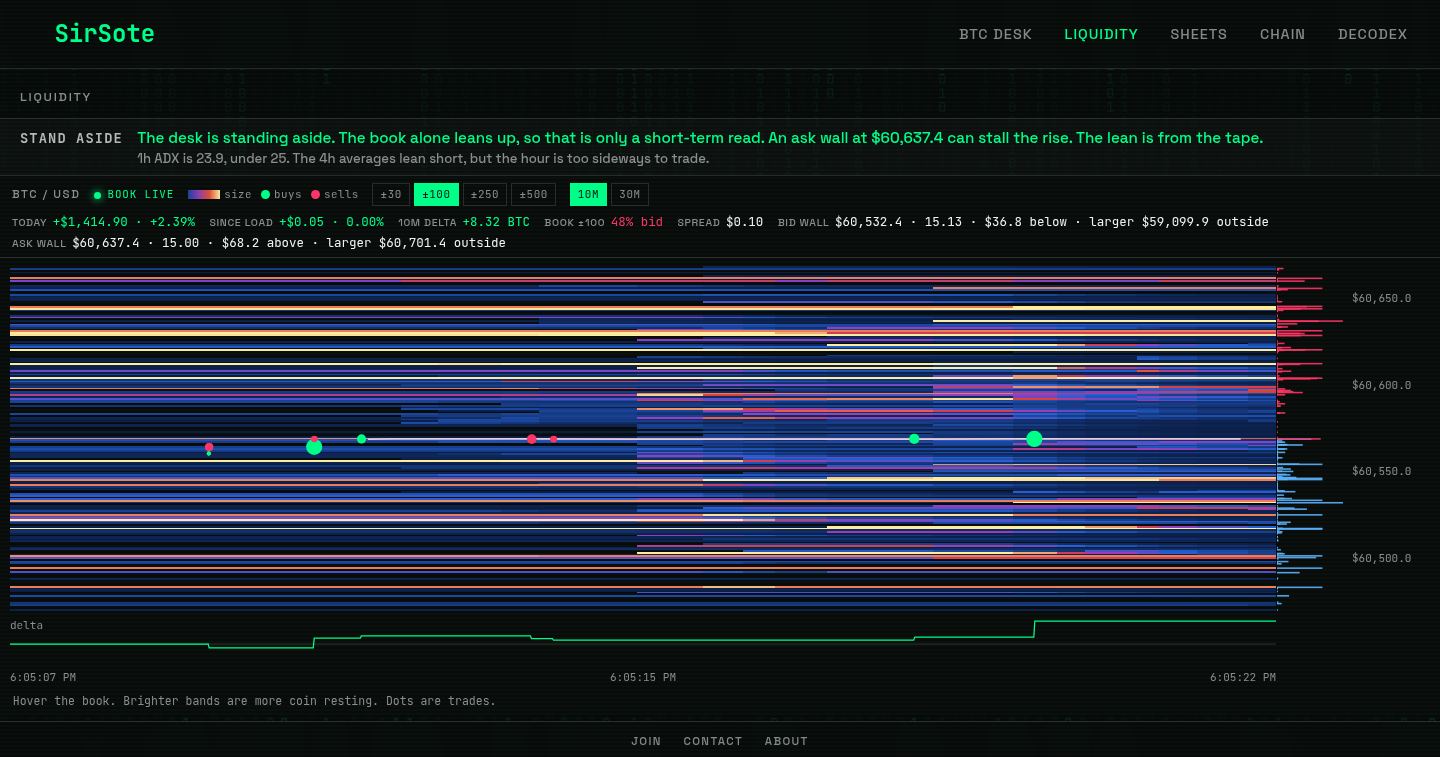 SirSote
BTC DESK LIQUIDITY SHEETS CHAIN DECODEX
LIQUIDITY
STAND ASIDE The desk is standing aside. The book alone leans up, so that is only a short-term read. An ask wall at $60,637.4 can stall the rise. The lean is from the tape.
1h ADX is 23.9, under 25. The 4h averages lean short, but the hour is too sideways to trade.
BTC / USD BOOK LIVE size buys sells ±30 ±100 ±250 ±500 10M 30M
TODAY +$1,414.90 · +2.39% SINCE LOAD +$0.05 · 0.00% 10M DELTA +8.32 BTC BOOK ±100 48% bid SPREAD $0.10 BID WALL $60,532.4 · 15.13 · $36.8 below · larger $59,099.9 outside
ASK WALL $60,637.4 · 15.00 · $68.2 above · larger $60,701.4 outside
$60,650.0
$60,600.0
$60,550.0
$60,500.0
delta
6:05:07 PM 6:05:15 PM 6:05:22 PM
Hover the book. Brighter bands are more coin resting. Dots are trades.
JOIN CONTACT ABOUT